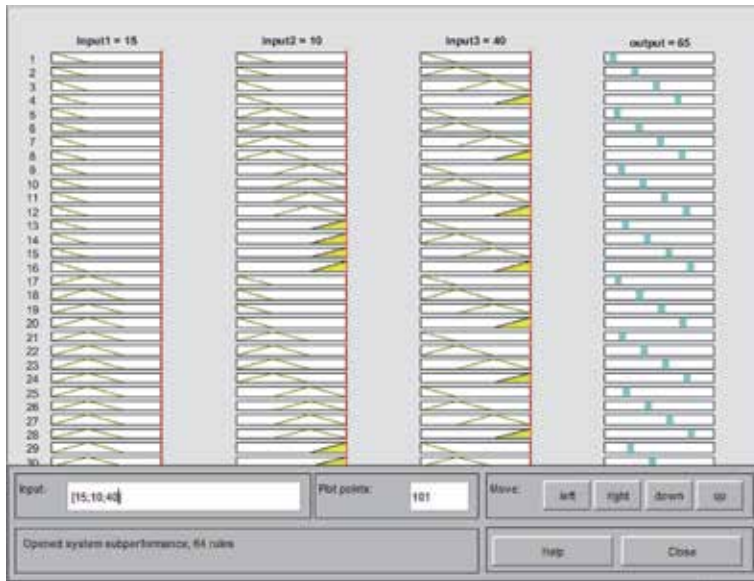 input1 = 15
input2 = 10
input3 = 40
output = 65
1
2
3
4
5
6
7
8
9
10
11
12
13
14
15
16
17
18
19
20
21
22
23
24
25
26
27
28
29
30
Input:
[15;10;40]
Plot points:
101
Move:
left
right
down
up
Opened system subperformance, 64 rules
Help
Close